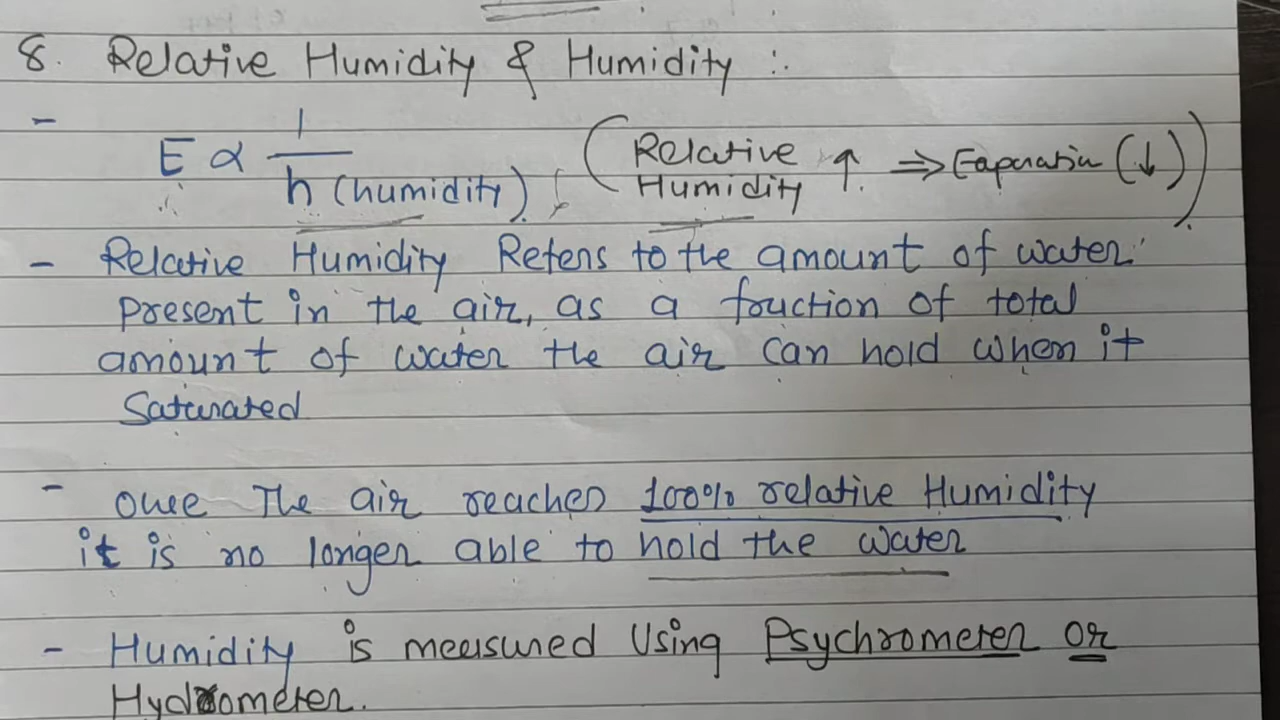 8. Relative Humidity & Humidity :-
- E ∝ 1/h (humidity) (Relative Humidity ↑ ⇒ Eaporation (↓))
- Relative Humidity Refers to the amount of water
present in the air, as a fruction of total
amount of water the air can hold when it
Saturated
- once The air reaches 100% relative Humidity
it is no longer able to hold the water
- Humidity is measured Using Psychrometer or
Hydrometer.